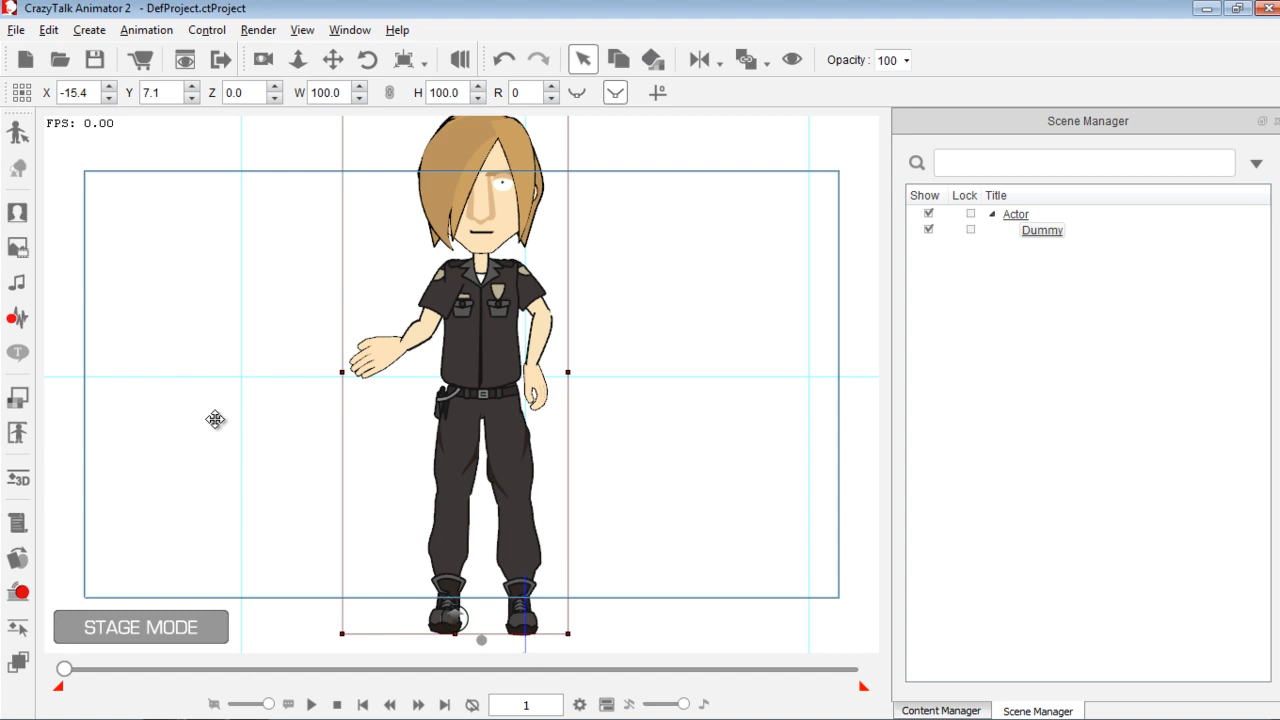 CrazyTalk Animator 2 - DefProject.ctProject
File Edit Create Animation Control Render View Window Help
Opacity : 100
X -15.4 Y 7.1 Z 0.0 W 100.0 H 100.0 R 0
FPS: 0.00
Scene Manager
Show Lock Title
Actor
Dummy
3D
STAGE MODE
1
Content Manager Scene Manager